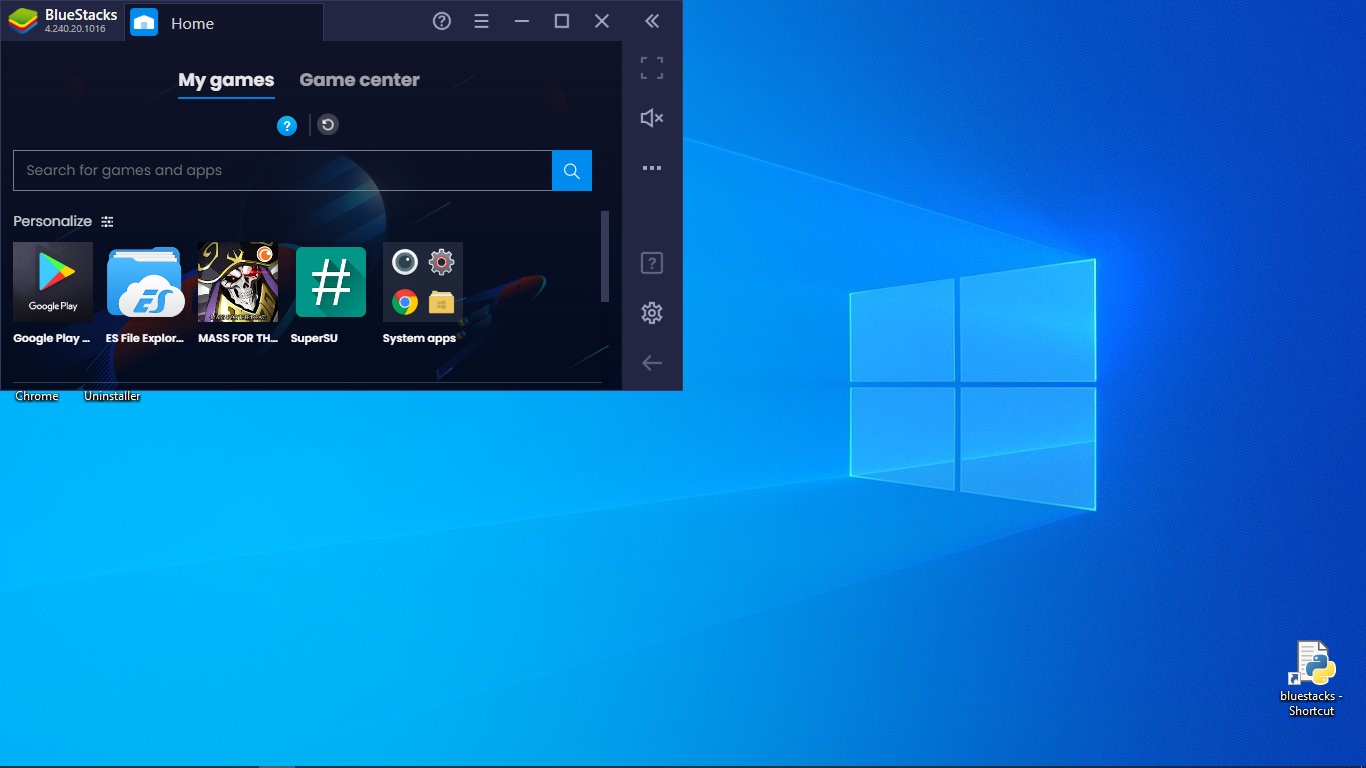 BlueStacks
4.240.20.1016
Home
My games
Game center
Search for games and apps
Personalize
Google Play
Google Play ...
ES
ES File Explor...
MASS FOR TH...
#
SuperSU
System apps
Chrome
Uninstaller
bluestacks -
Shortcut